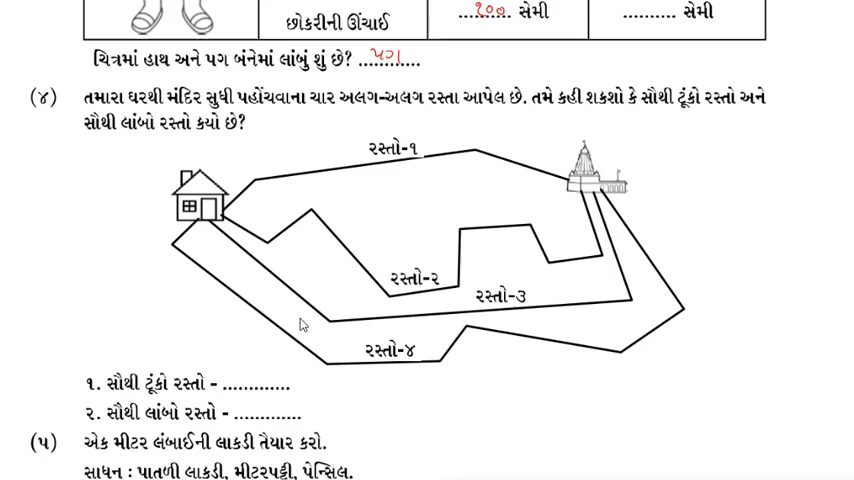 છોકરીની ઊંચાઈ
૧૦૦ સેમી
............ સેમી
ચિત્રમાં હાથ અને પગ બંનેમાં લાંબું શું છે? ...પગ...
(૪) તમારા ઘરથી મંદિર સુધી પહોંચવાના ચાર અલગ-અલગ રસ્તા આપેલ છે. તમે કહી શકશો કે સૌથી ટૂંકો રસ્તો અને
સૌથી લાંબો રસ્તો કયો છે?
રસ્તો-૧
રસ્તો-૨
રસ્તો-૩
રસ્તો-૪
૧. સૌથી ટૂંકો રસ્તો - .............
૨. સૌથી લાંબો રસ્તો - .............
(૫) એક મીટર લંબાઈની લાકડી તૈયાર કરો.
સાધન : પાતળી લાકડી, મીટરપટ્ટી, પેન્સિલ.